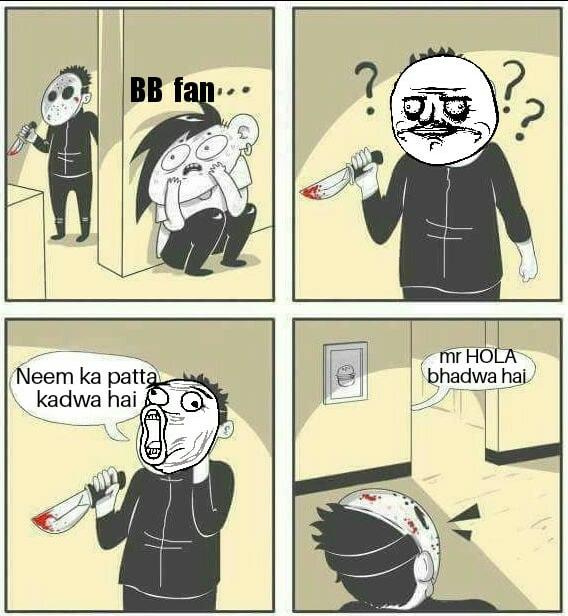 BB fan...
? ? ?
Neem ka patta
kadwa hai
mr HOLA
bhadwa hai